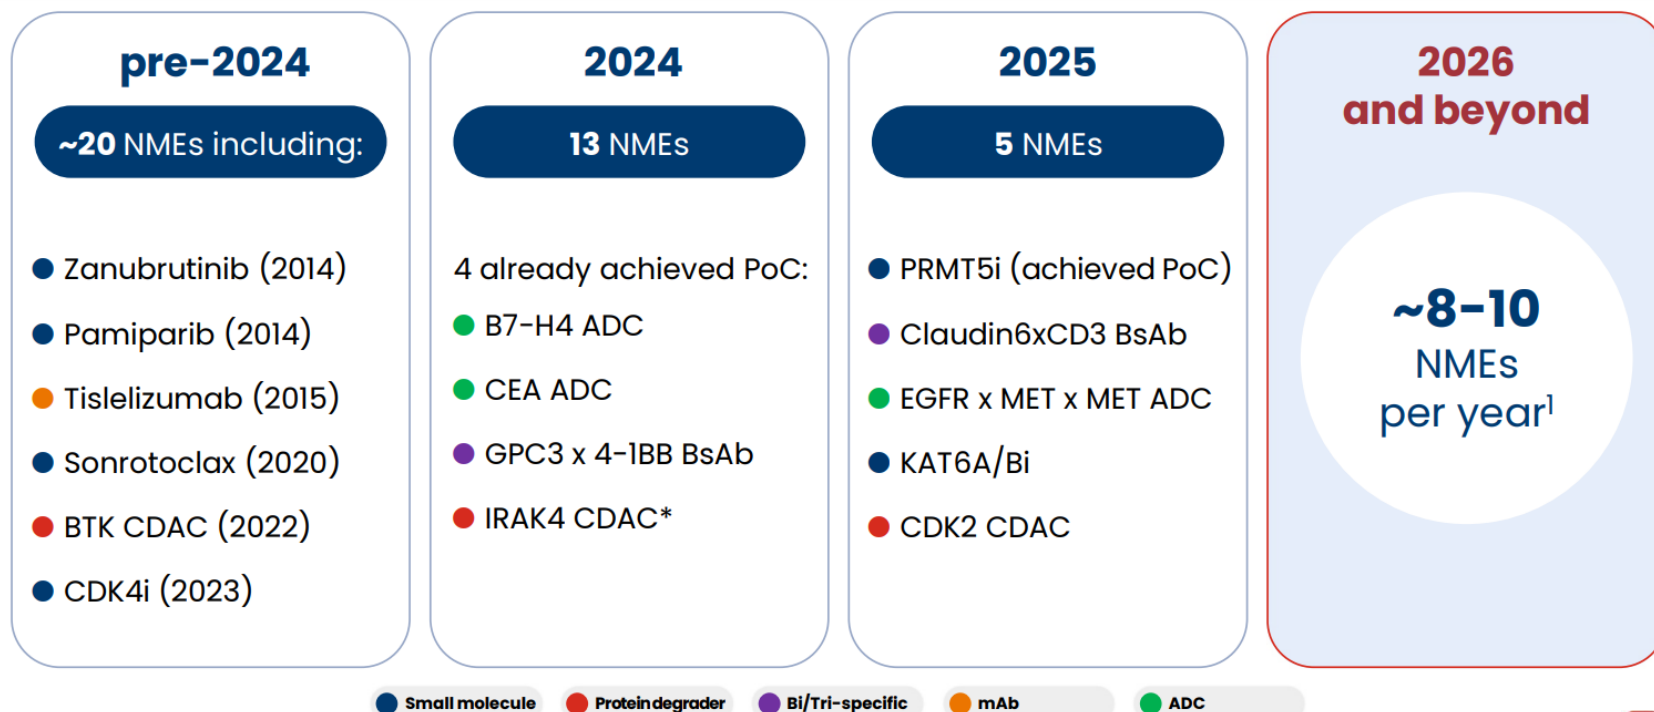 pre-2024
~20 NMEs including:
Zanubrutinib (2014)
Pamiparib (2014)
Tislelizumab (2015)
Sonrotoclax (2020)
BTK CDAC (2022)
CDK4i (2023)
2024
13 NMEs
4 already achieved PoC:
B7-H4 ADC
CEA ADC
GPC3 x 4-1BB BsAb
IRAK4 CDAC*
2025
5 NMEs
PRMT5i (achieved PoC)
Claudin6xCD3 BsAb
EGFR x MET x MET ADC
KAT6A/Bi
CDK2 CDAC
2026
and beyond
~8-10
NMEs
per year¹
Small molecule
Protein degrader
Bi/Tri-specific
mAb
ADC